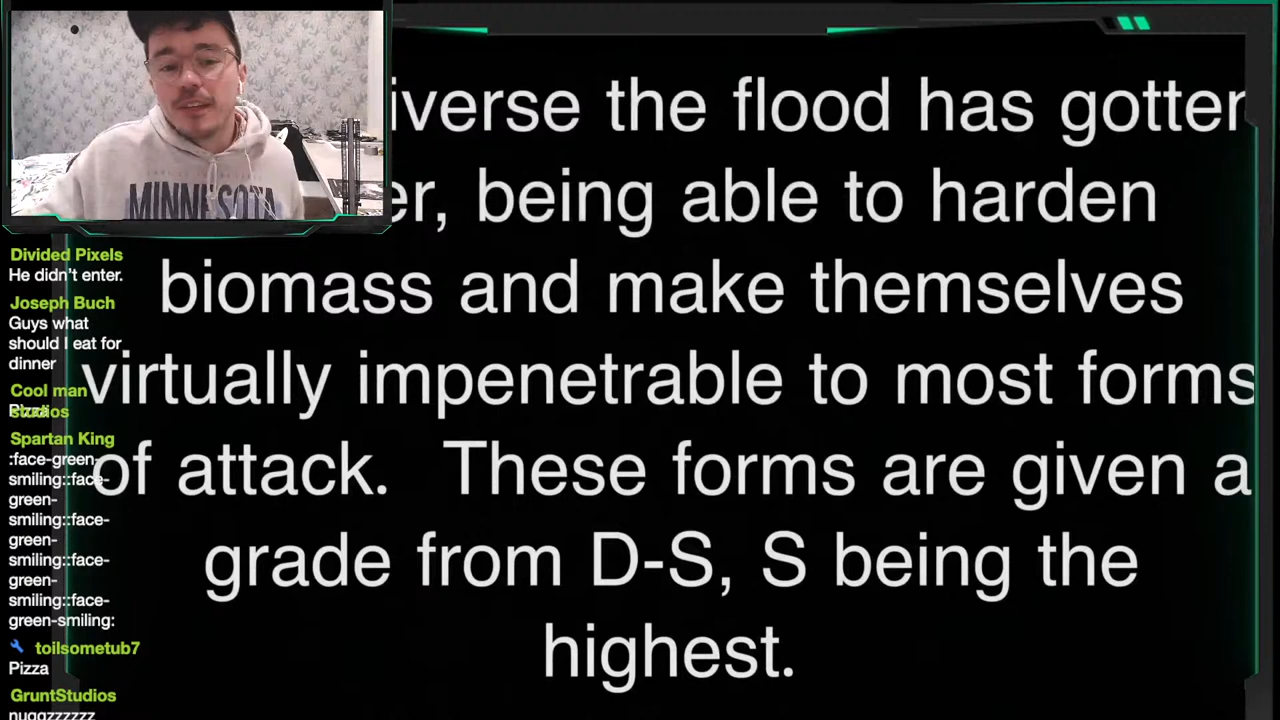 iverse the flood has gotten
er, being able to harden
biomass and make themselves
virtually impenetrable to most forms
of attack. These forms are given a
grade from D-S, S being the
highest.
MINNESOTA
Divided Pixels
He didn't enter.
Joseph Buch
Guys what
should I eat for
dinner
Cool man
studios
Pizza
Spartan King
:face-green-
smiling::face-
green-
smiling::face-
green-
smiling::face-
green-
smiling::face-
green-smiling:
toilsometub7
Pizza
GruntStudios
nuggzzzzzz